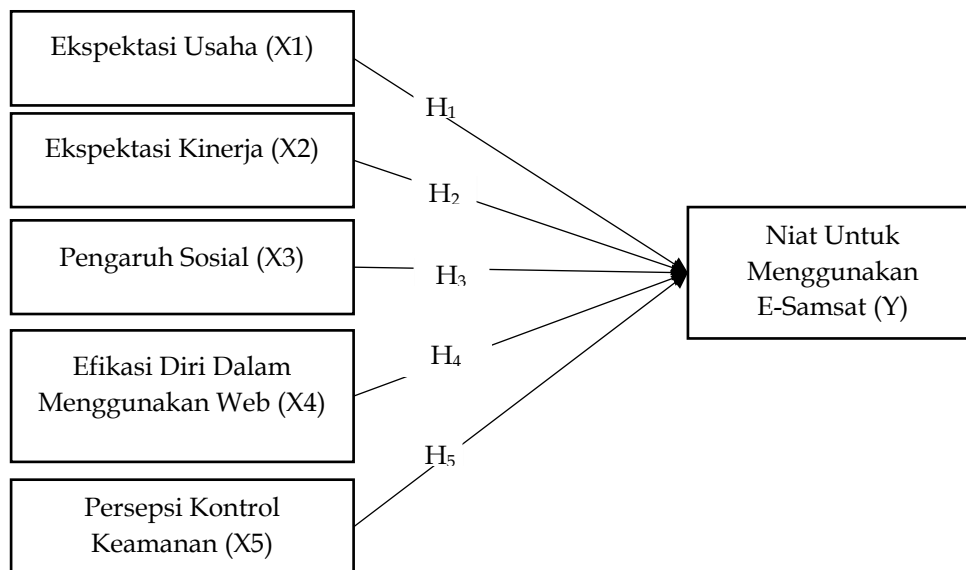 Ekspektasi Usaha (X1)
H₁
Ekspektasi Kinerja (X2)
H₂
Pengaruh Sosial (X3)
H₃
Niat Untuk
Menggunakan
E-Samsat (Y)
Efikasi Diri Dalam
Menggunakan Web (X4)
H₄
H₅
Persepsi Kontrol
Keamanan (X5)